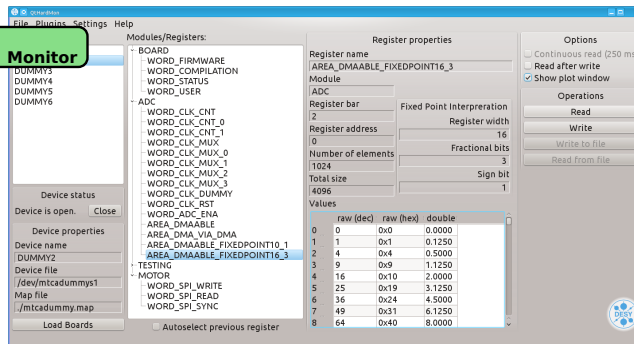 QtHardMon
File Plugins Settings Help
Monitor
DUMMY3
DUMMY4
DUMMY5
DUMMY6
Device status
Device is open. Close
Device properties
Device name
DUMMY2
Device file
/dev/mtcadummys1
Map file
./mtcadummy.map
Load Boards
Modules/Registers:
BOARD
WORD_FIRMWARE
WORD_COMPILATION
WORD_STATUS
WORD_USER
ADC
WORD_CLK_CNT
WORD_CLK_CNT_0
WORD_CLK_CNT_1
WORD_CLK_MUX
WORD_CLK_MUX_0
WORD_CLK_MUX_1
WORD_CLK_MUX_2
WORD_CLK_MUX_3
WORD_CLK_DUMMY
WORD_CLK_RST
WORD_ADC_ENA
AREA_DMAABLE
AREA_DMA_VIA_DMA
AREA_DMAABLE_FIXEDPOINT10_1
AREA_DMAABLE_FIXEDPOINT16_3
TESTING
MOTOR
WORD_SPI_WRITE
WORD_SPI_READ
WORD_SPI_SYNC
Autoselect previous register
Register properties
Register name
AREA_DMAABLE_FIXEDPOINT16_3
Module
ADC
Register bar
2
Register address
0
Number of elements
1024
Total size
4096
Fixed Point Interpreration
Register width
16
Fractional bits
3
Sign bit
1
Values
raw (dec) raw (hex) double
0 0 0x0 0.0000
1 1 0x1 0.1250
2 4 0x4 0.5000
3 9 0x9 1.1250
4 16 0x10 2.0000
5 25 0x19 3.1250
6 36 0x24 4.5000
7 49 0x31 6.1250
8 64 0x40 8.0000
Options
Continuous read (250 ms
Read after write
Show plot window
Operations
Read
Write
Write to file
Read from file
DESY